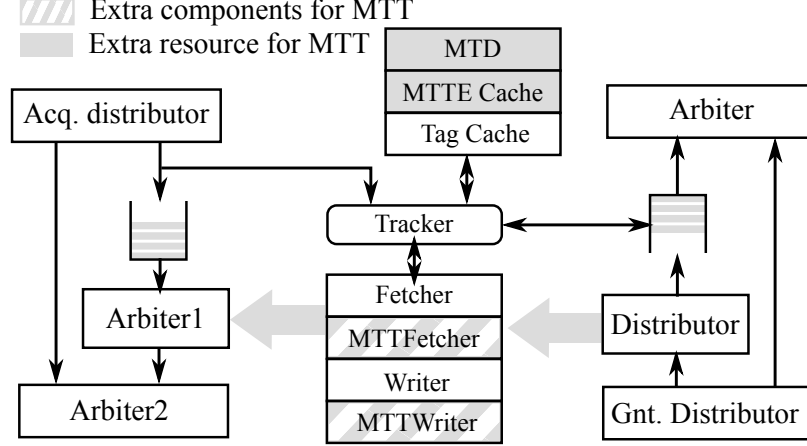 Extra components for MTT
Extra resource for MTT
MTD
MTTE Cache
Tag Cache
Acq. distributor
Arbiter
Tracker
Fetcher
MTTFetcher
Writer
MTTWriter
Arbiter1
Arbiter2
Distributor
Gnt. Distributor